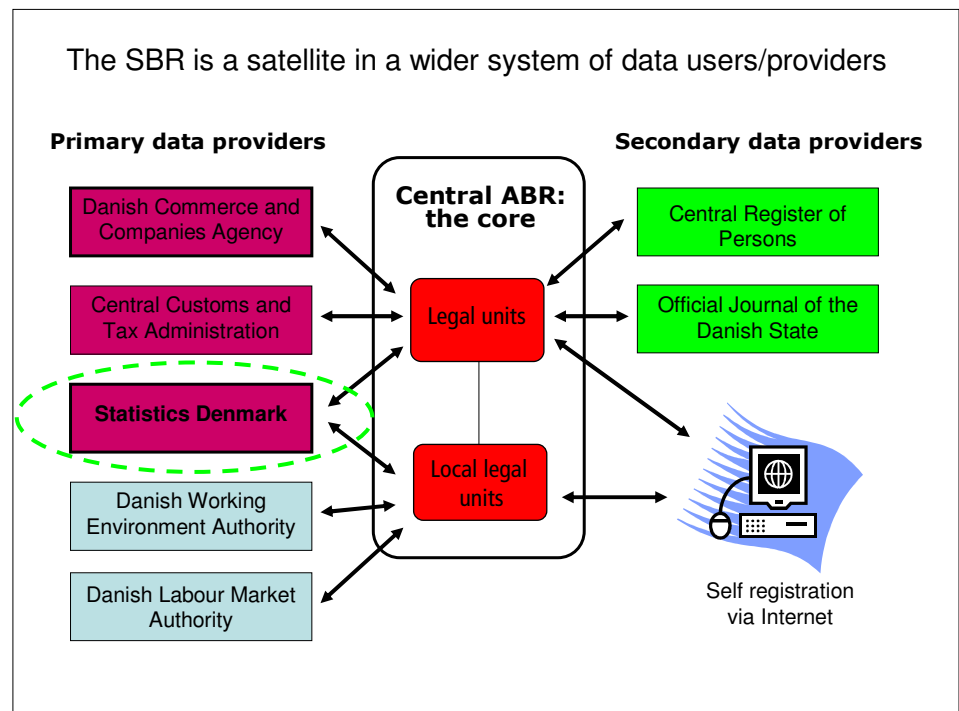 The SBR is a satellite in a wider system of data users/providers
Primary data providers
Secondary data providers
Danish Commerce and
Companies Agency
Central Customs and
Tax Administration
Statistics Denmark
Danish Working
Environment Authority
Danish Labour Market
Authority
Central ABR:
the core
Legal units
Local legal
units
Central Register of
Persons
Official Journal of the
Danish State
Self registration
via Internet